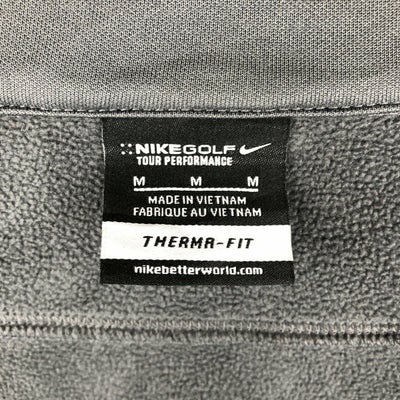 NIKEGOLF
TOUR PERFORMANCE
M M M
MADE IN VIETNAM
FABRIQUE AU VIETNAM
THERMA-FIT
nikebetterworld.com